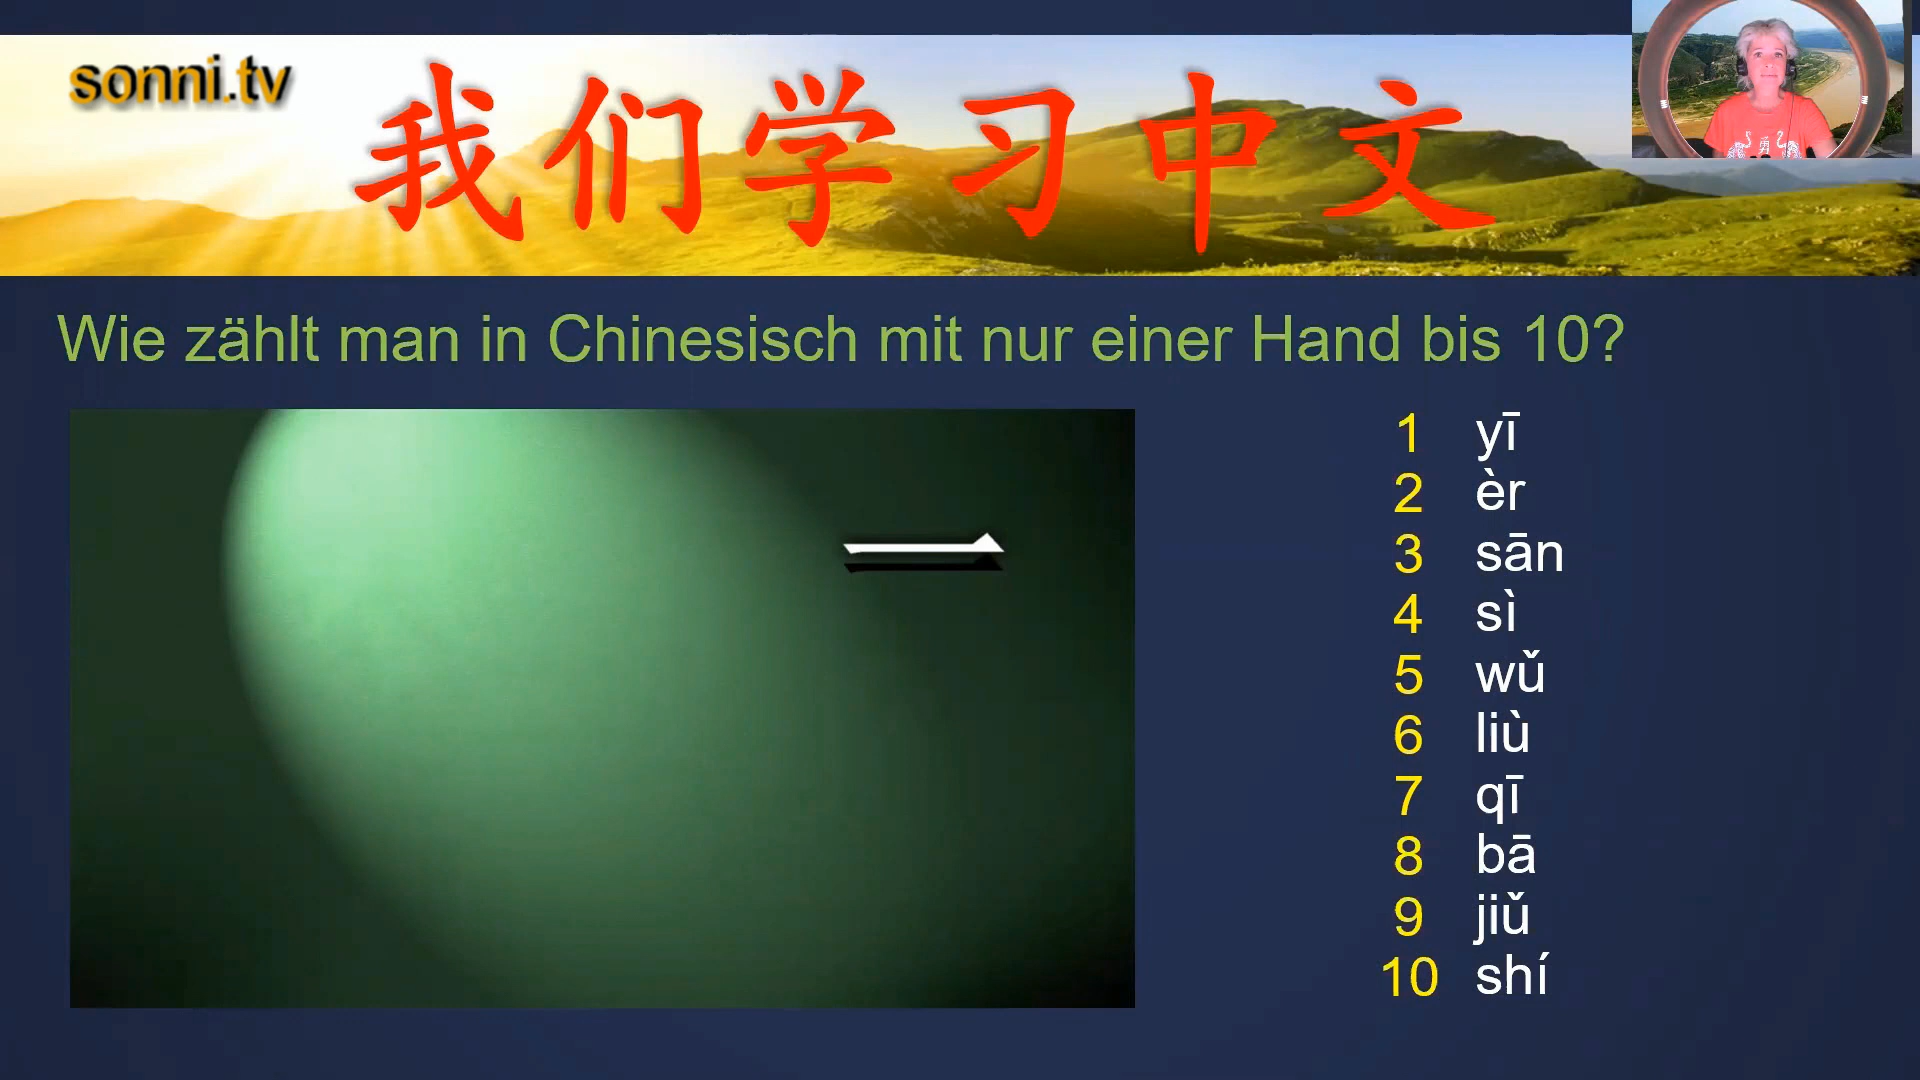 sonni.tv
我们学习中文
Wie zählt man in Chinesisch mit nur einer Hand bis 10?
一
1 yī
2 èr
3 sān
4 sì
5 wǔ
6 liù
7 qī
8 bā
9 jiǔ
10 shí